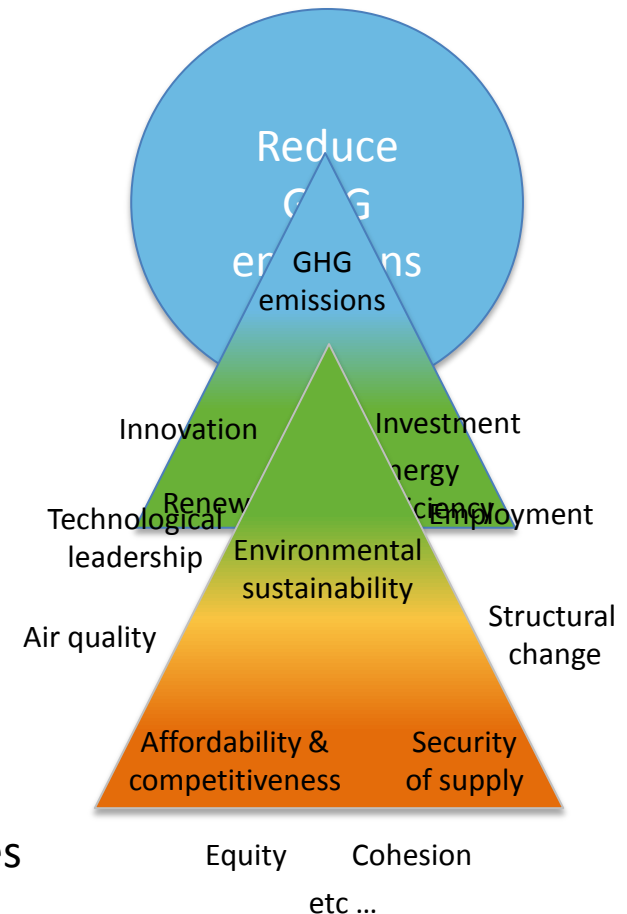 Reduce
GHG
GHG
emissions
Innovation
Investment
Technological
leadership
Employment
Environmental
sustainability
Air quality
Structural
change
Affordability &
competitiveness
Security
of supply
Equity
Cohesion
etc ...